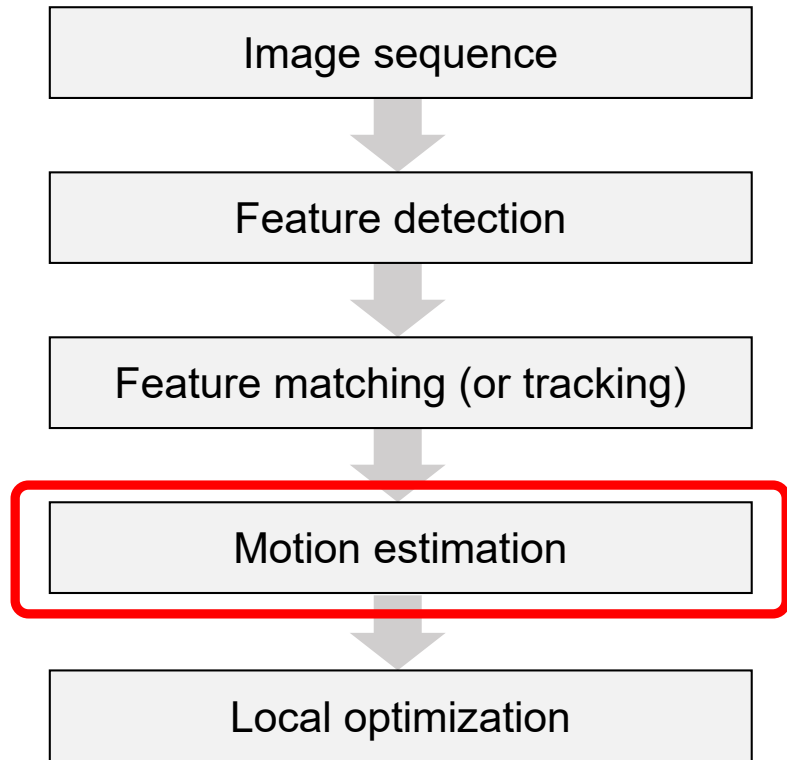 Image sequence
Feature detection
Feature matching (or tracking)
Motion estimation
Local optimization